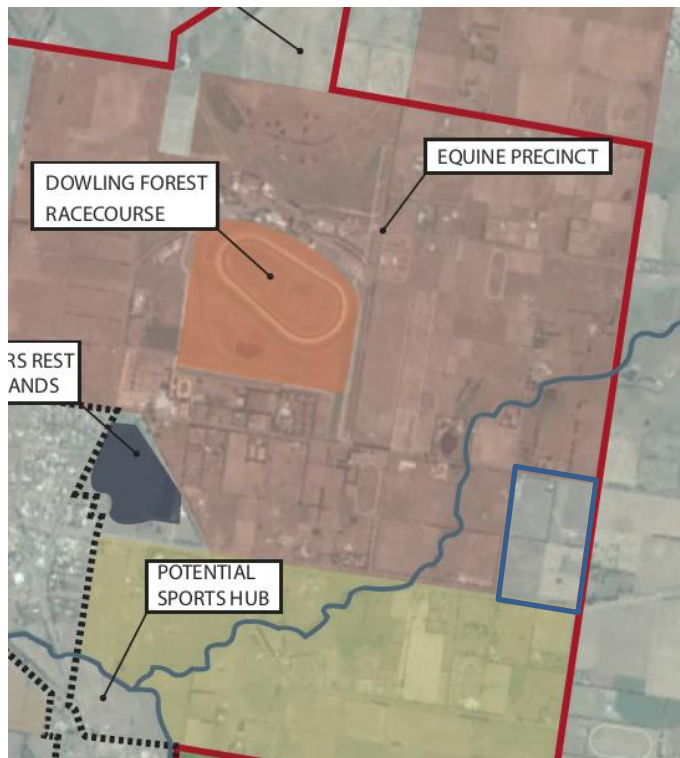 EQUINE PRECINCT
DOWLING FOREST
RACECOURSE
RS REST
ANDS
POTENTIAL
SPORTS HUB